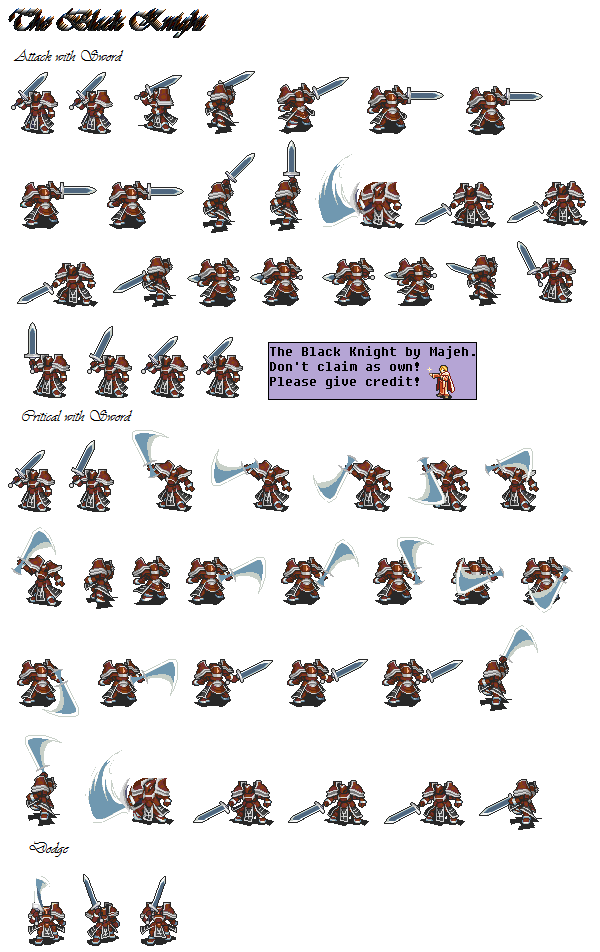 The Black Knight
Attack with Sword
The Black Knight by Majeh.
Don't claim as own!
Please give credit!
Critical with Sword
Dodge